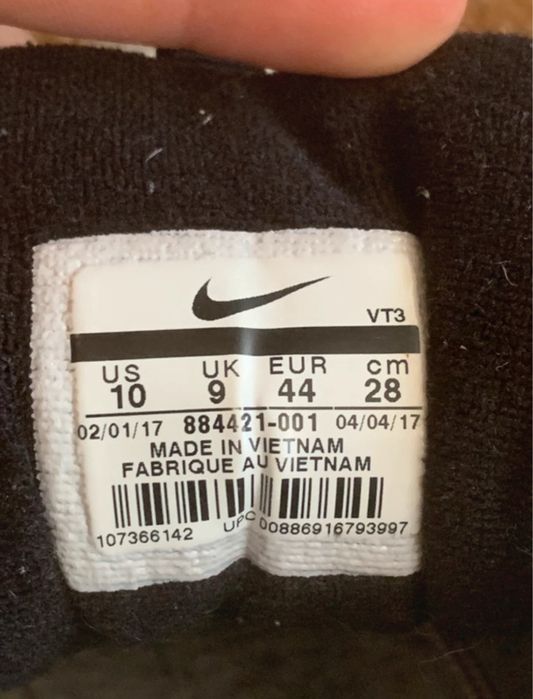 VT3
US UK EUR cm
10 9 44 28
02/01/17 884421-001 04/04/17
MADE IN VIETNAM
FABRIQUE AU VIETNAM
107366142 UPC 00886916793997